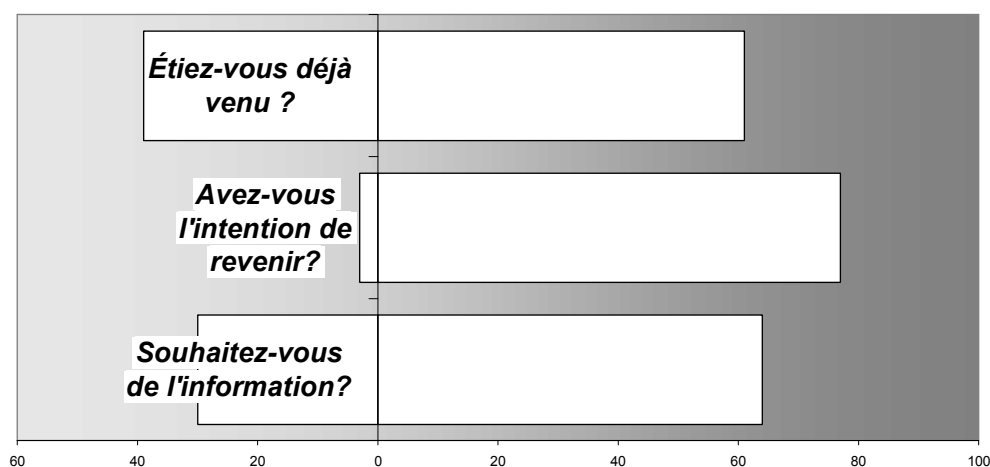 Étiez-vous déjà
venu ?
Avez-vous
l'intention de
revenir?
Souhaitez-vous
de l'information?
60 40 20 0 20 40 60 80 100